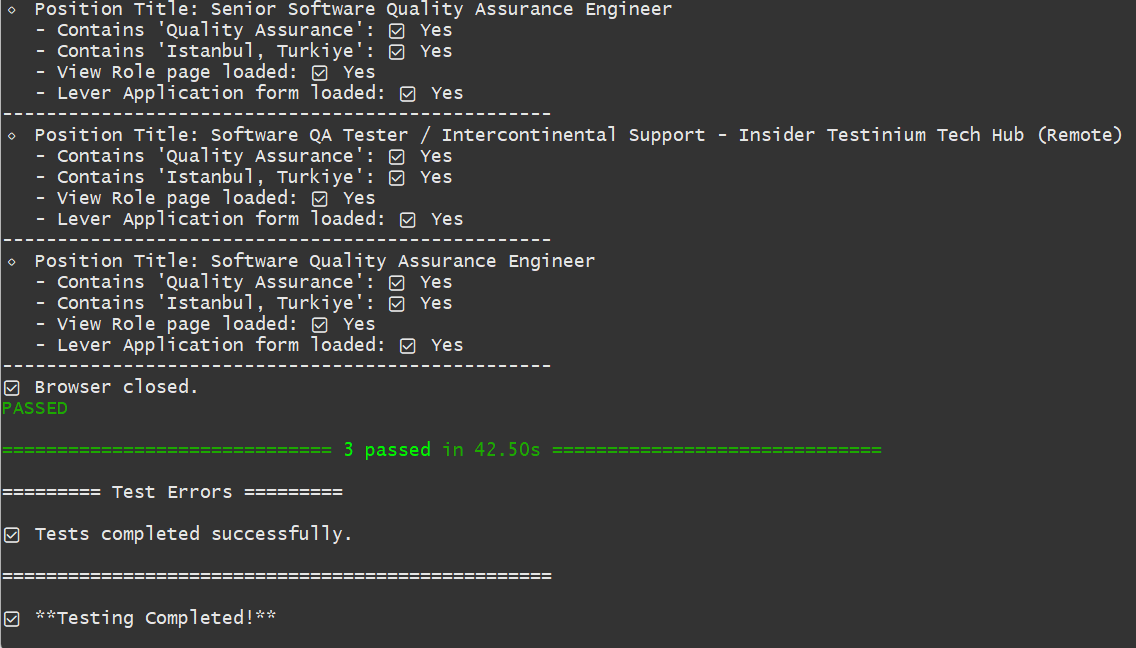 ◇ Position Title: Senior Software Quality Assurance Engineer
   - Contains 'Quality Assurance': ☑ Yes
   - Contains 'Istanbul, Turkiye': ☑ Yes
   - View Role page loaded: ☑ Yes
   - Lever Application form loaded: ☑ Yes
--------------------------------------------------
◇ Position Title: Software QA Tester / Intercontinental Support - Insider Testinium Tech Hub (Remote)
   - Contains 'Quality Assurance': ☑ Yes
   - Contains 'Istanbul, Turkiye': ☑ Yes
   - View Role page loaded: ☑ Yes
   - Lever Application form loaded: ☑ Yes
--------------------------------------------------
◇ Position Title: Software Quality Assurance Engineer
   - Contains 'Quality Assurance': ☑ Yes
   - Contains 'Istanbul, Turkiye': ☑ Yes
   - View Role page loaded: ☑ Yes
   - Lever Application form loaded: ☑ Yes
--------------------------------------------------
☑ Browser closed.
PASSED
============================== 3 passed in 42.50s ==============================
========= Test Errors =========
☑ Tests completed successfully.
==================================================
☑ **Testing Completed!**